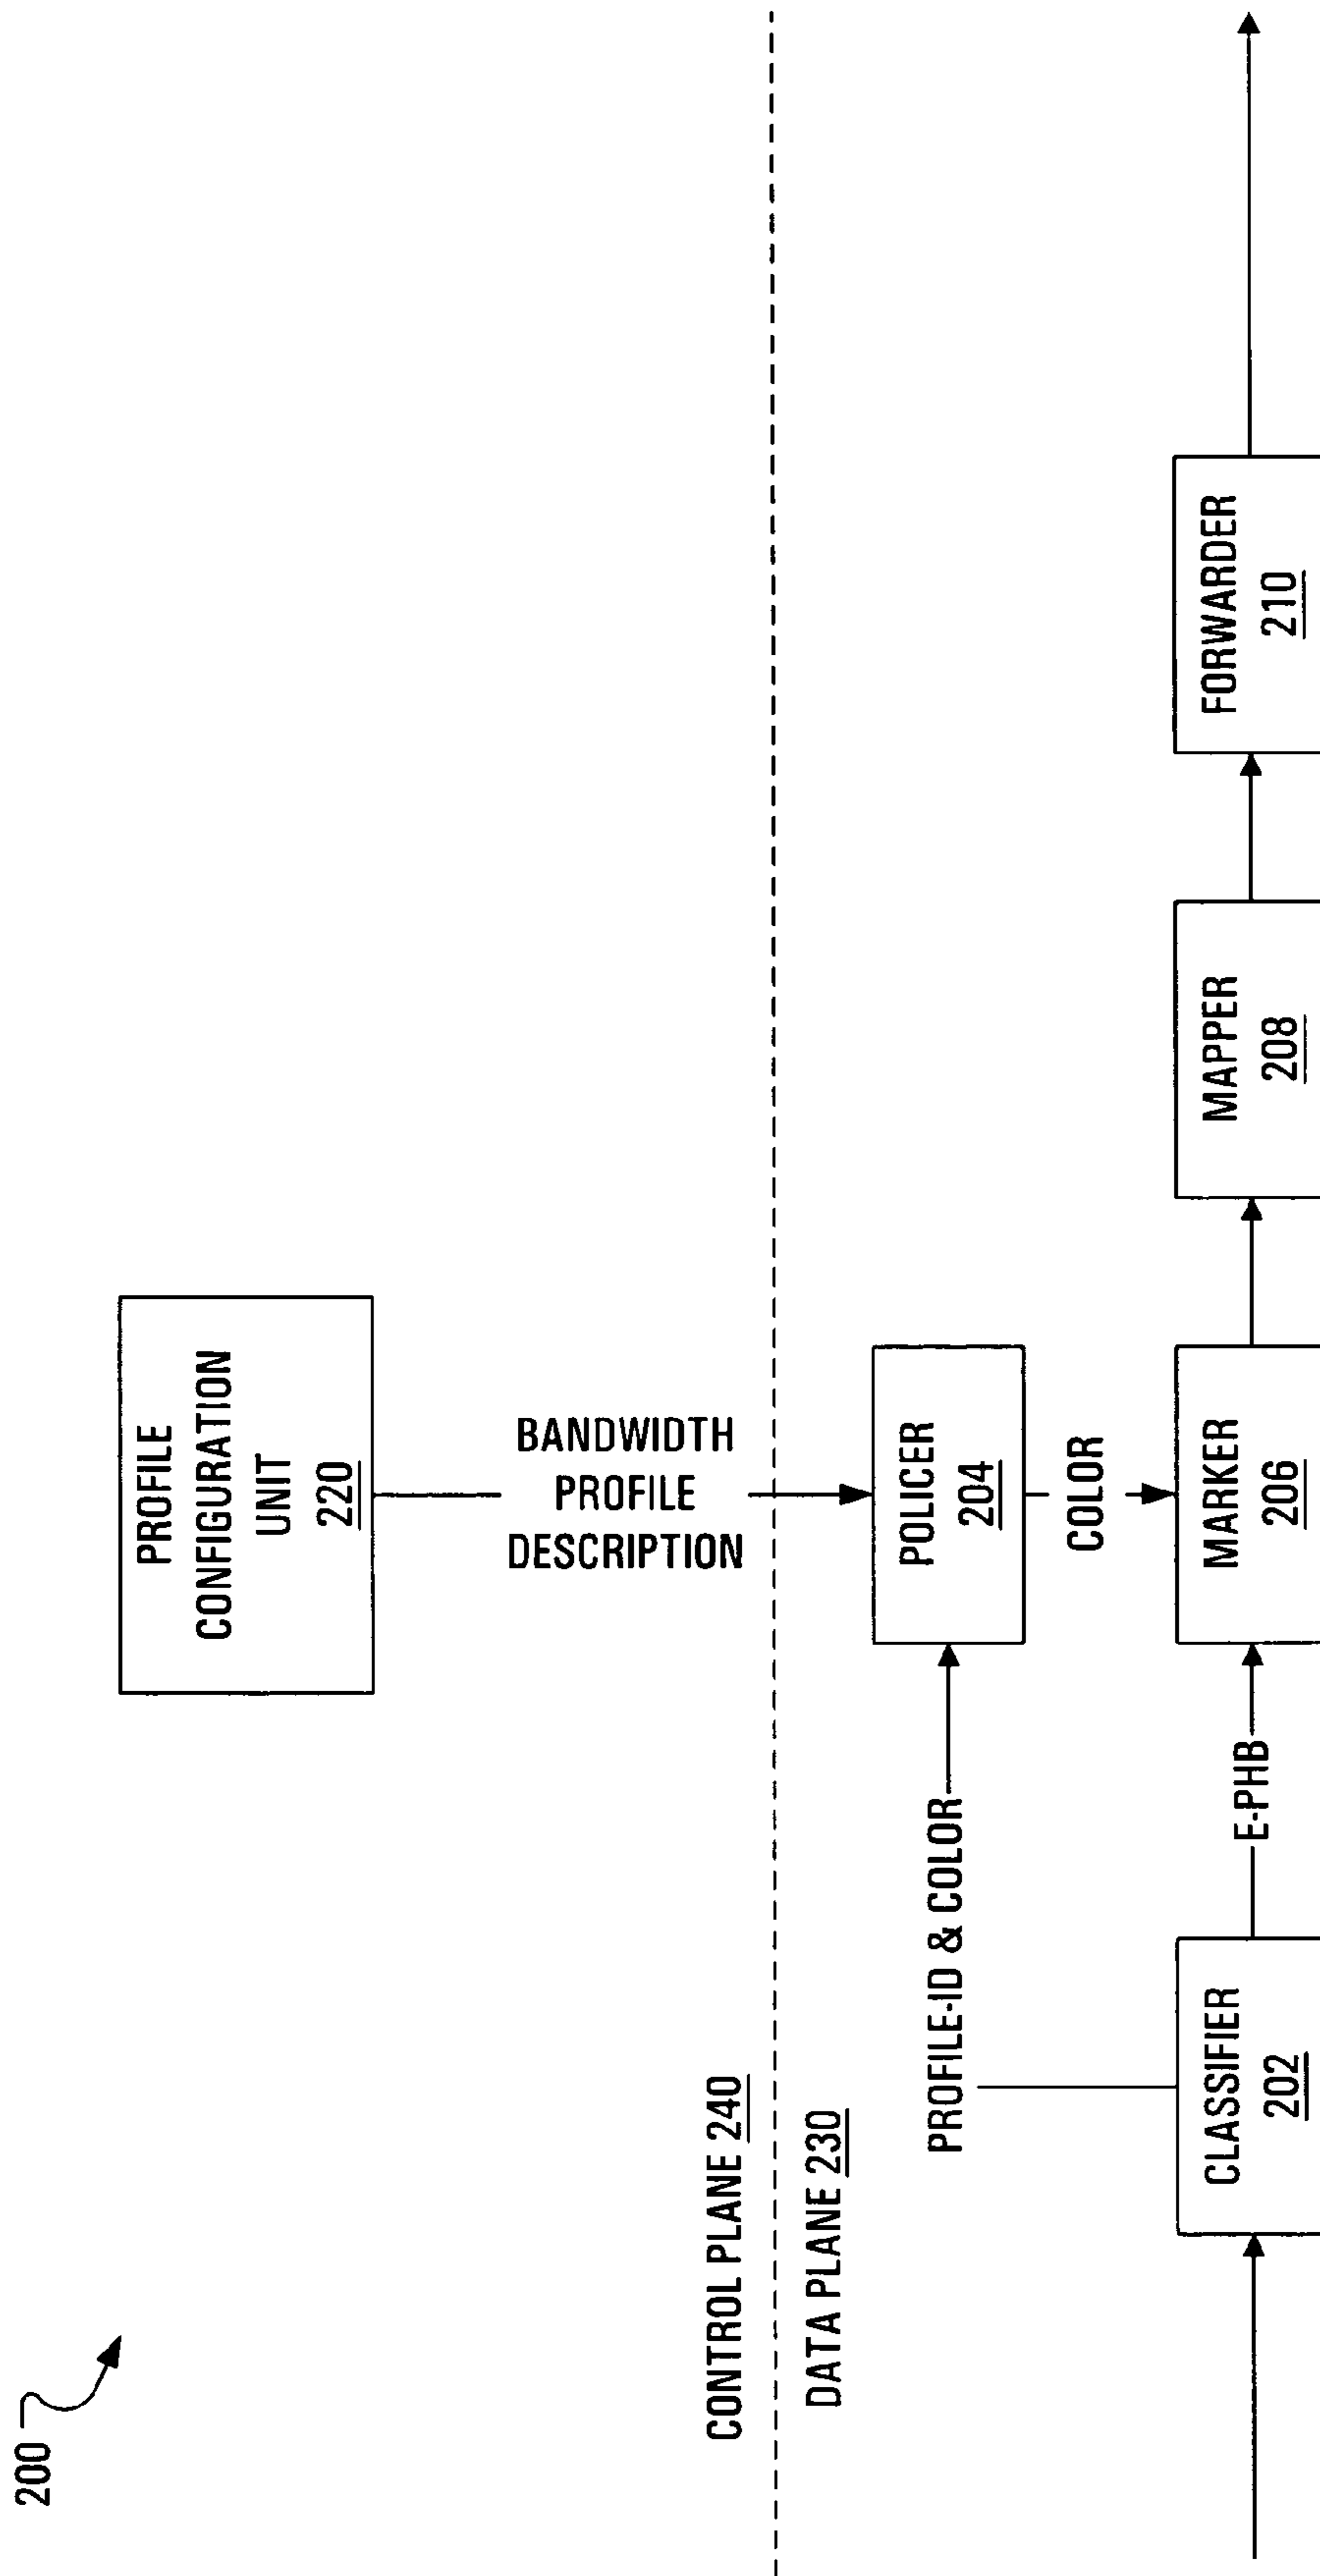 200
PROFILE
CONFIGURATION
UNIT
220
BANDWIDTH
PROFILE
DESCRIPTION
CONTROL PLANE 240
DATA PLANE 230
PROFILE-ID & COLOR
POLICER
204
COLOR
CLASSIFIER
202
E-PHB
MARKER
206
MAPPER
208
FORWARDER
210